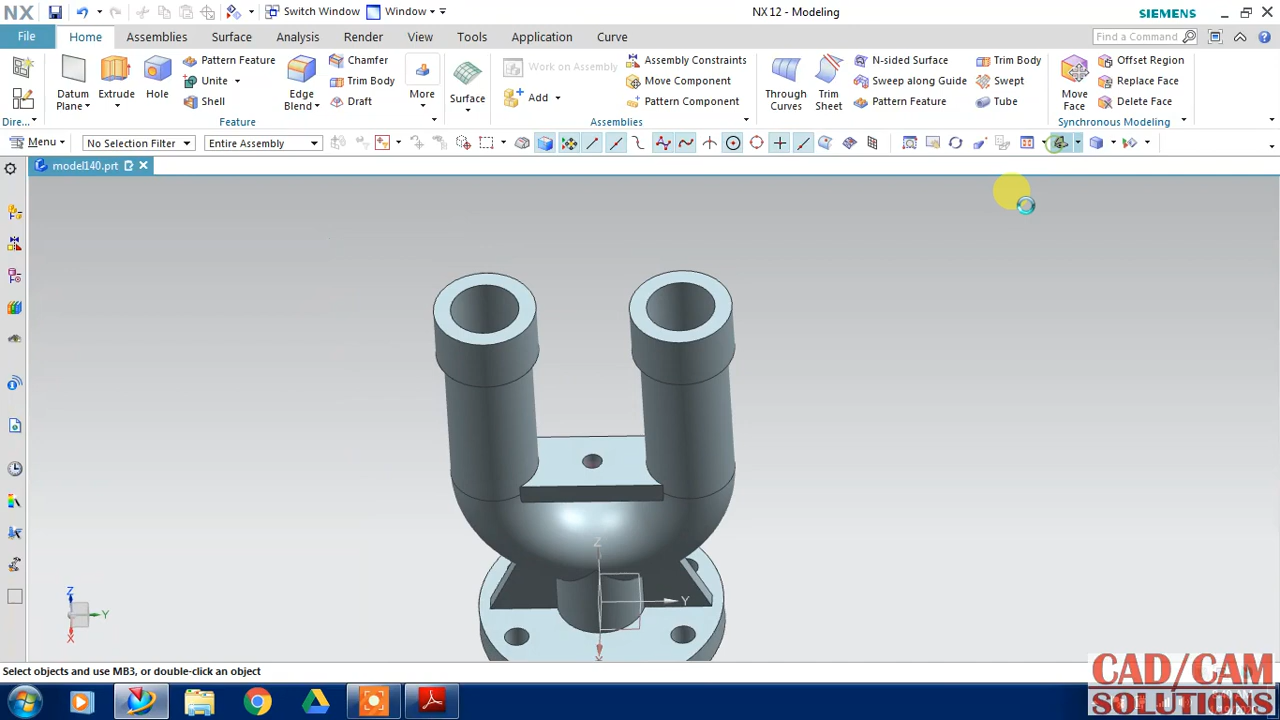 NX
Switch Window
Window
NX 12 - Modeling
SIEMENS
File
Home
Assemblies
Surface
Analysis
Render
View
Tools
Application
Curve
Find a Command
Datum Plane
Extrude
Hole
Pattern Feature
Unite
Shell
Edge Blend
Chamfer
Trim Body
Draft
More
Surface
Work on Assembly
Add
Assembly Constraints
Move Component
Pattern Component
Through Curves
Trim Sheet
N-sided Surface
Sweep along Guide
Pattern Feature
Trim Body
Swept
Tube
Move Face
Offset Region
Replace Face
Delete Face
Dire...
Feature
Assemblies
Synchronous Modeling
Menu
No Selection Filter
Entire Assembly
model140.prt
Z
Y
X
Z
Y
Select objects and use MB3, or double-click an object
CAD/CAM
SOLUTIONS